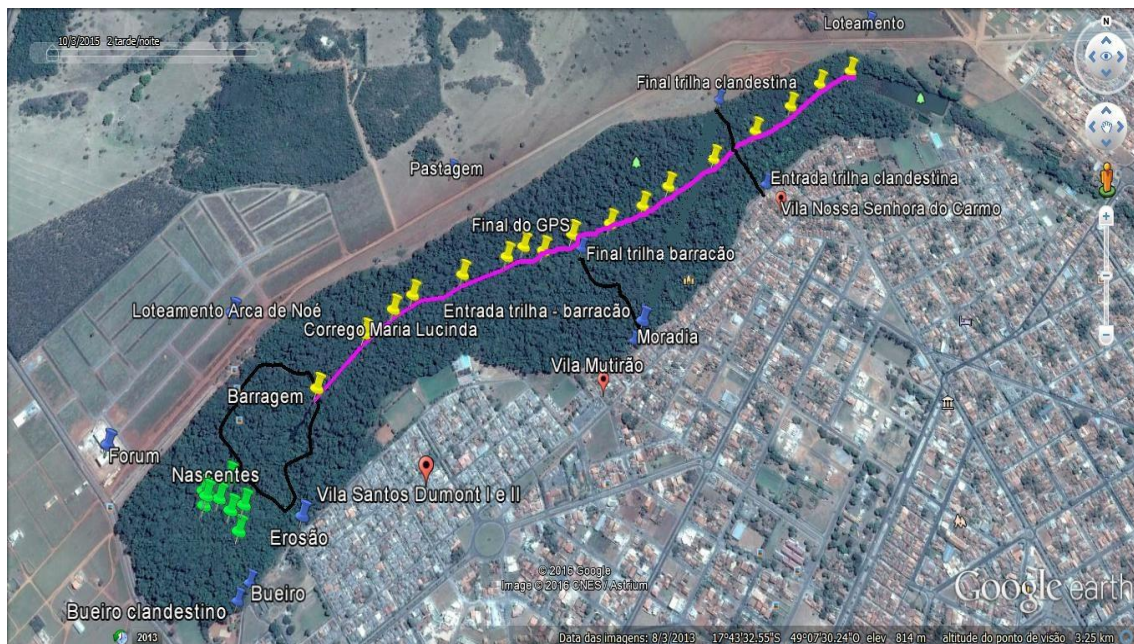 Loteamento
10/3/2015 2 tarde/noite
N
Final trilha clandestina
Pastagem
Entrada trilha clandestina
Vila Nossa Senhora do Carmo
Final do GPS
Final trilha barracão
Loteamento Arca de Noé
Entrada trilha - barracão
Corrego Maria Lucinda
Moradia
Vila Mutirão
Barragem
Forum
Nascentes
Vila Santos Dumont I e II
Erosão
© 2016 Google
Image © 2016 CNES / Astrium
Google earth
Bueiro
Bueiro clandestino
2013
Data das imagens: 8/3/2013 17°43'32.55"S 49°07'30.24"O elev 814 m altitude do ponto de visão 3.25 km